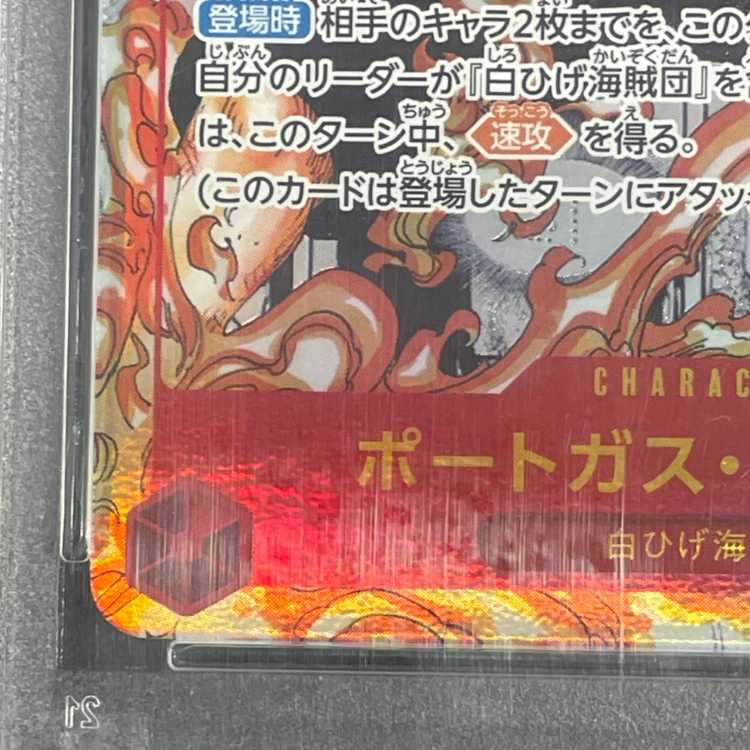 登場時 相手のキャラ2枚までを、この
自分のリーダーが『白ひげ海賊団』を
は、このターン中、速攻 を得る。
(このカードは登場したターンにアタッ
CHARAC
ポートガス・
白ひげ海
21